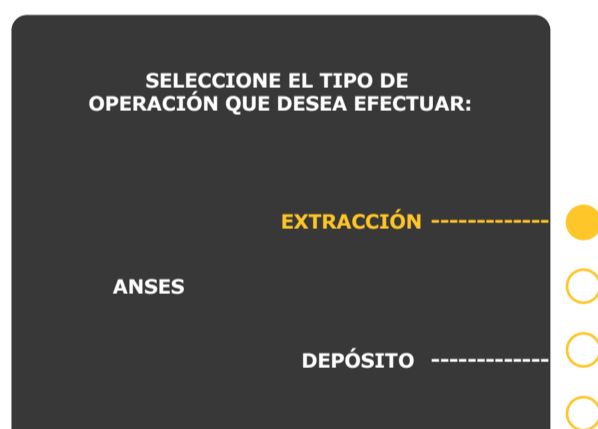 SELECCIONE EL TIPO DE
OPERACIÓN QUE DESEA EFECTUAR:
EXTRACCIÓN
ANSES
DEPÓSITO